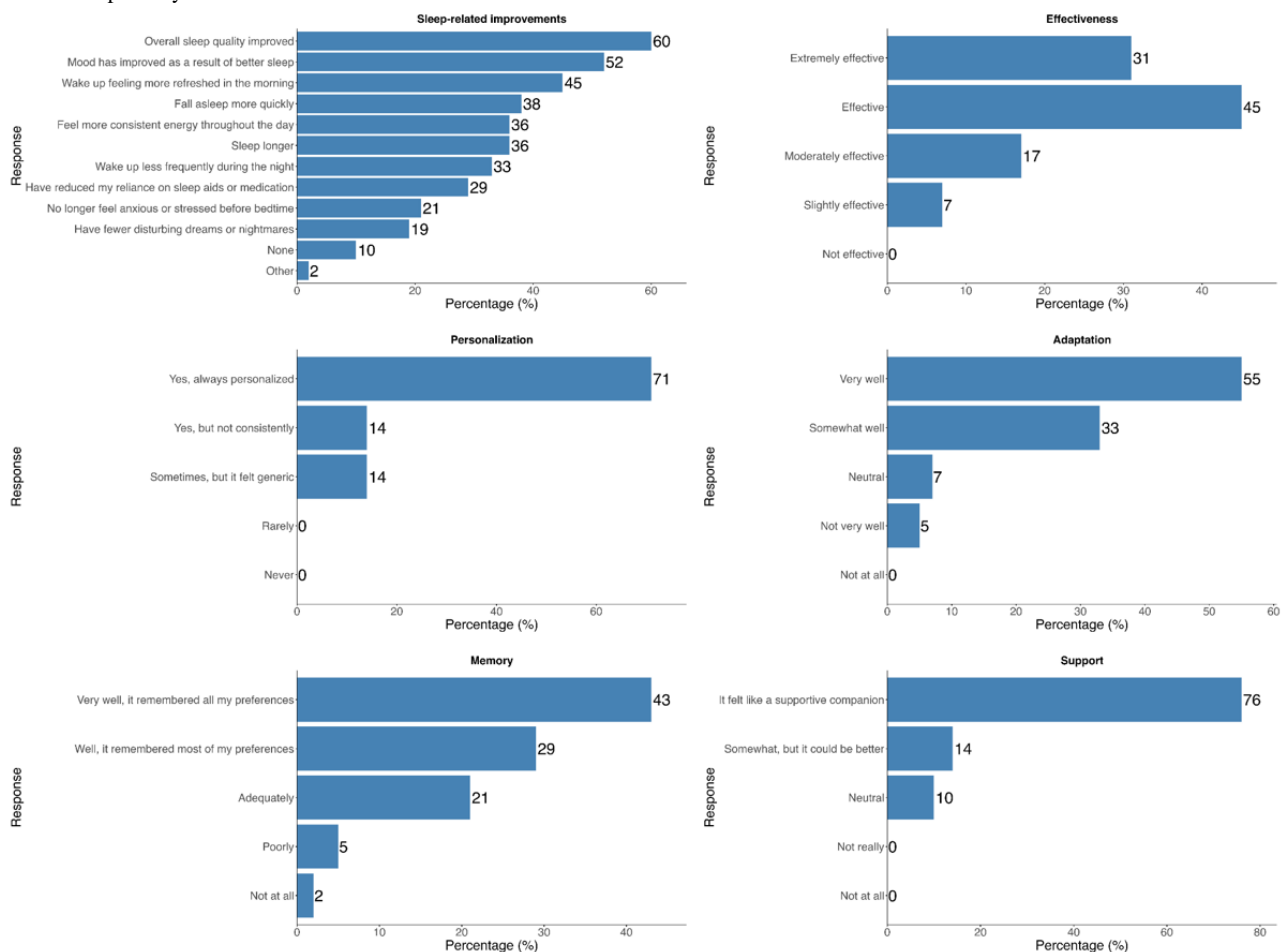 Sleep-related improvements
Response
Overall sleep quality improved 60
Mood has improved as a result of better sleep 52
Wake up feeling more refreshed in the morning 45
Fall asleep more quickly 38
Feel more consistent energy throughout the day 36
Sleep longer 36
Wake up less frequently during the night 33
Have reduced my reliance on sleep aids or medication 29
No longer feel anxious or stressed before bedtime 21
Have fewer disturbing dreams or nightmares 19
None 10
Other 2
0 20 40 60
Percentage (%)
Effectiveness
Response
Extremely effective 31
Effective 45
Moderately effective 17
Slightly effective 7
Not effective 0
0 10 20 30 40
Percentage (%)
Personalization
Response
Yes, always personalized 71
Yes, but not consistently 14
Sometimes, but it felt generic 14
Rarely 0
Never 0
0 20 40 60
Percentage (%)
Adaptation
Response
Very well 55
Somewhat well 33
Neutral 7
Not very well 5
Not at all 0
0 10 20 30 40 50 60
Percentage (%)
Memory
Response
Very well, it remembered all my preferences 43
Well, it remembered most of my preferences 29
Adequately 21
Poorly 5
Not at all 2
0 10 20 30 40
Percentage (%)
Support
Response
It felt like a supportive companion 76
Somewhat, but it could be better 14
Neutral 10
Not really 0
Not at all 0
0 20 40 60 80
Percentage (%)